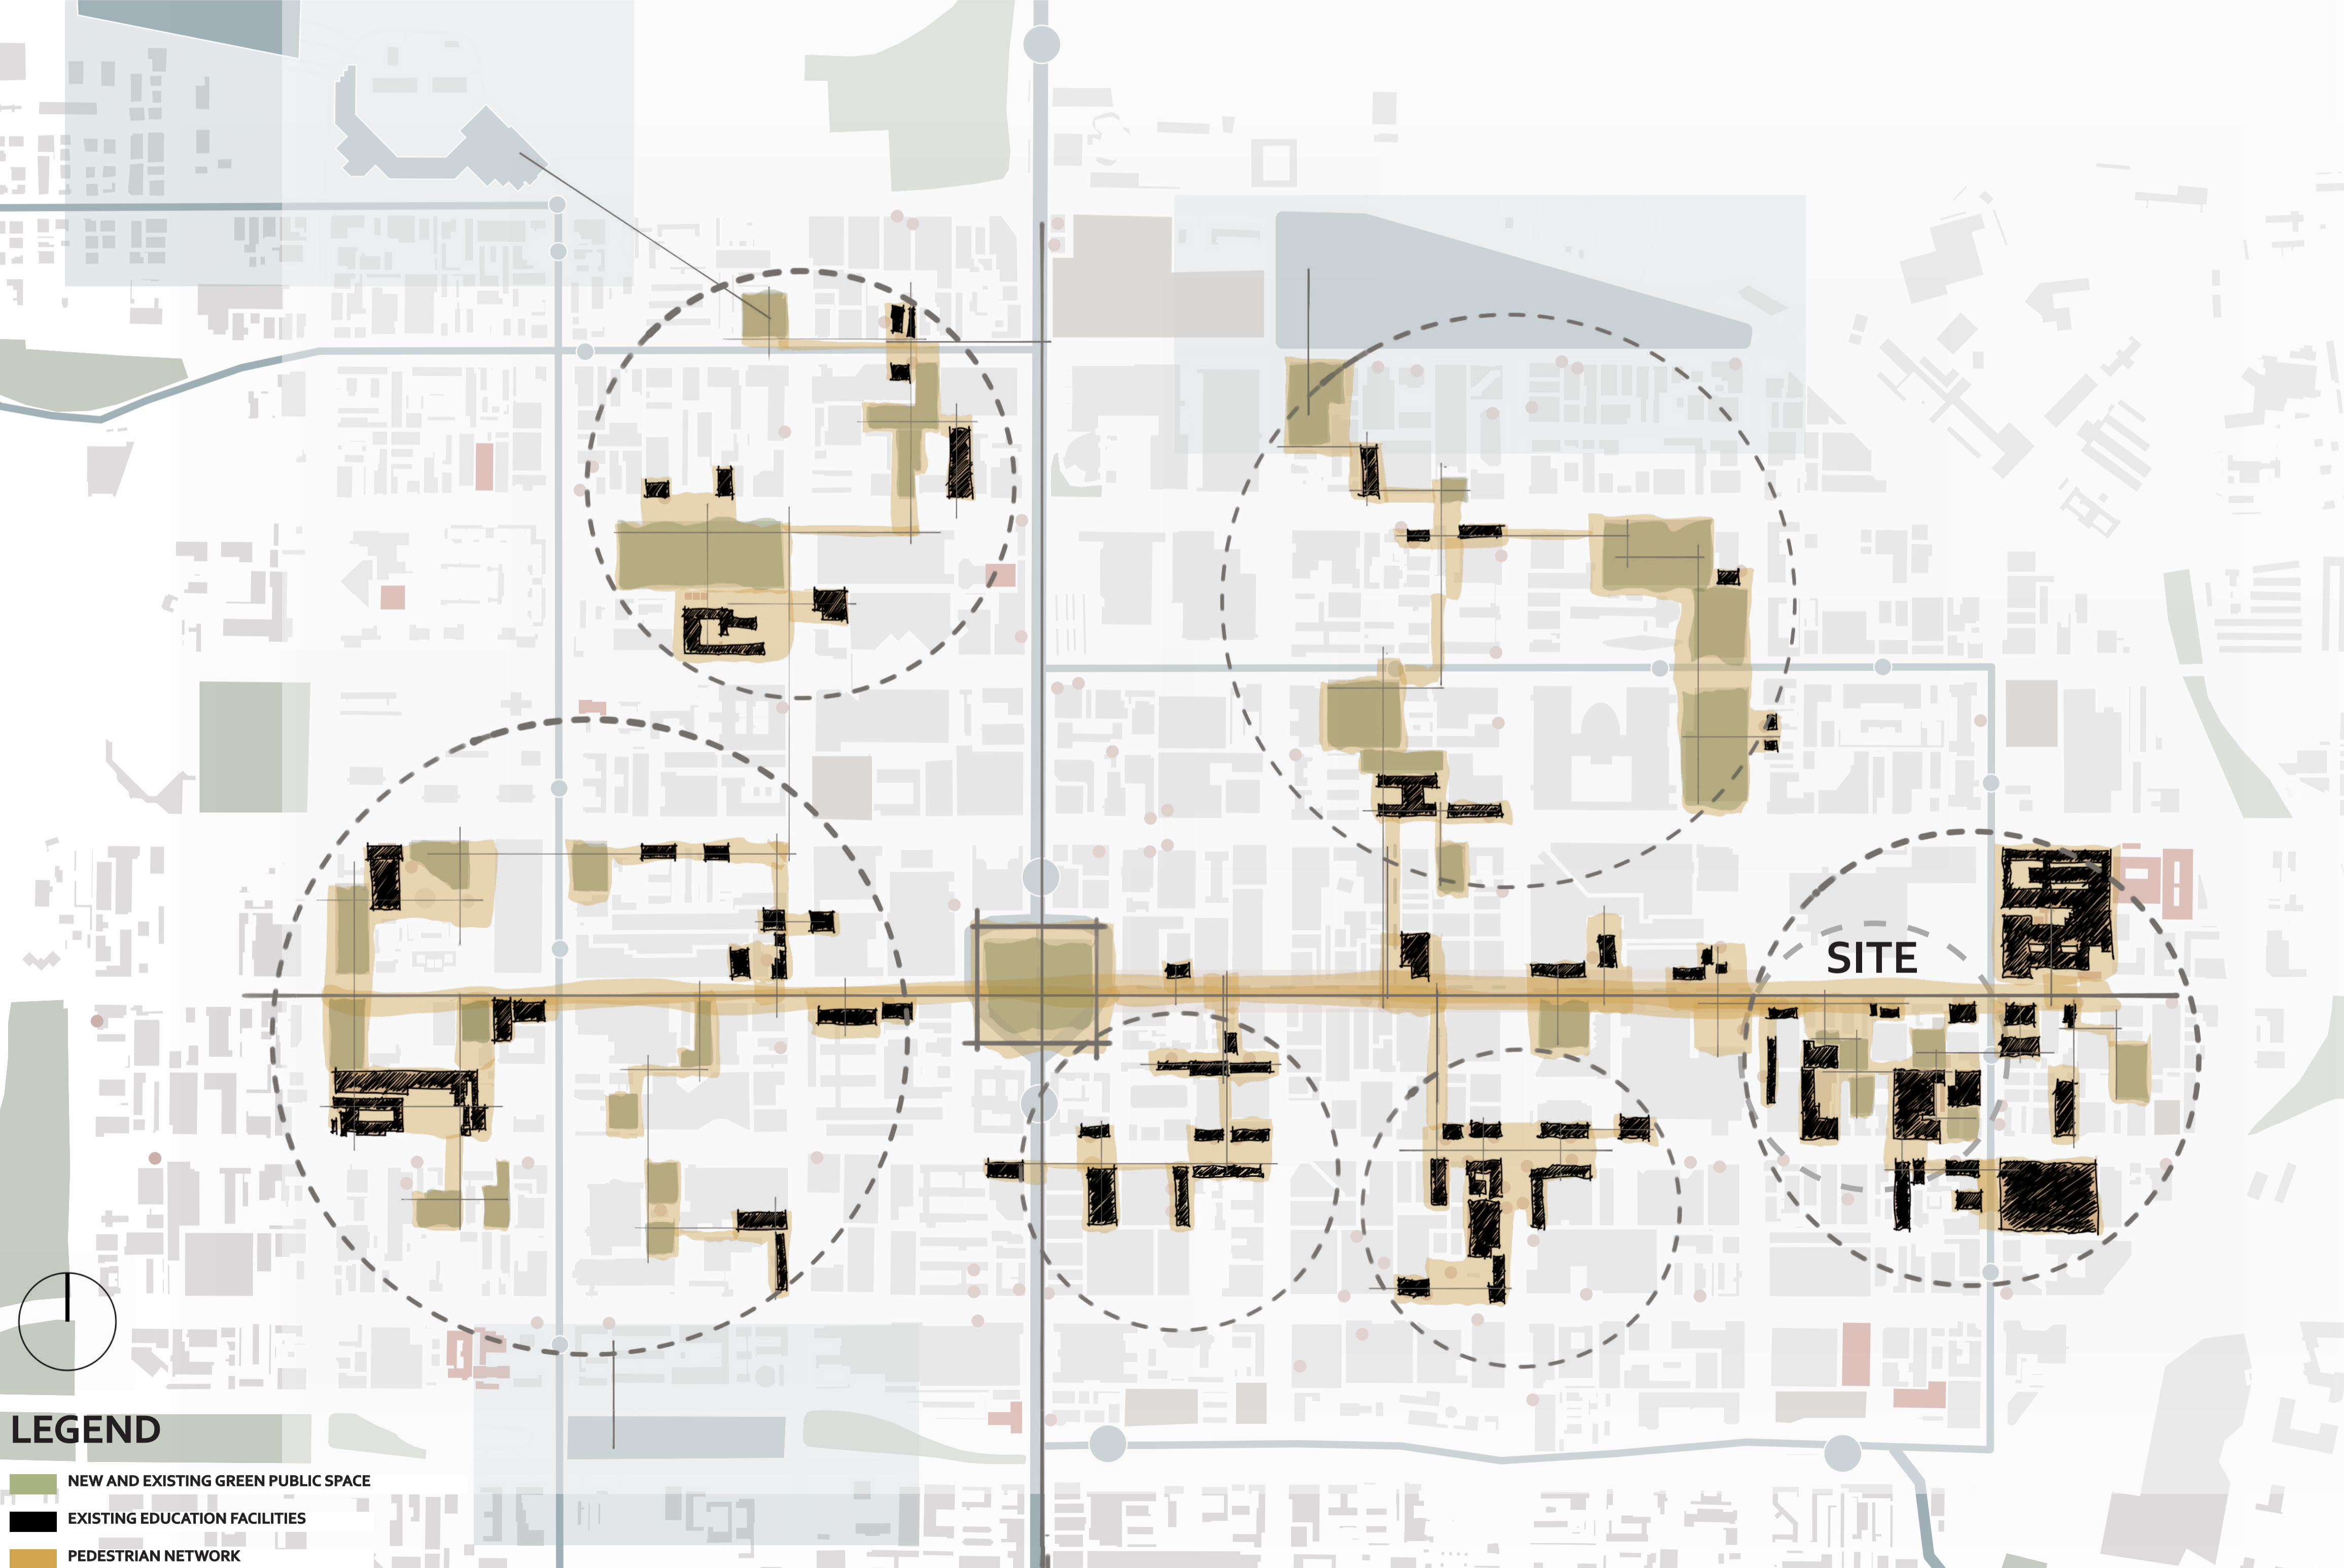 SITE
LEGEND
NEW AND EXISTING GREEN PUBLIC SPACE
EXISTING EDUCATION FACILITIES
PEDESTRIAN NETWORK